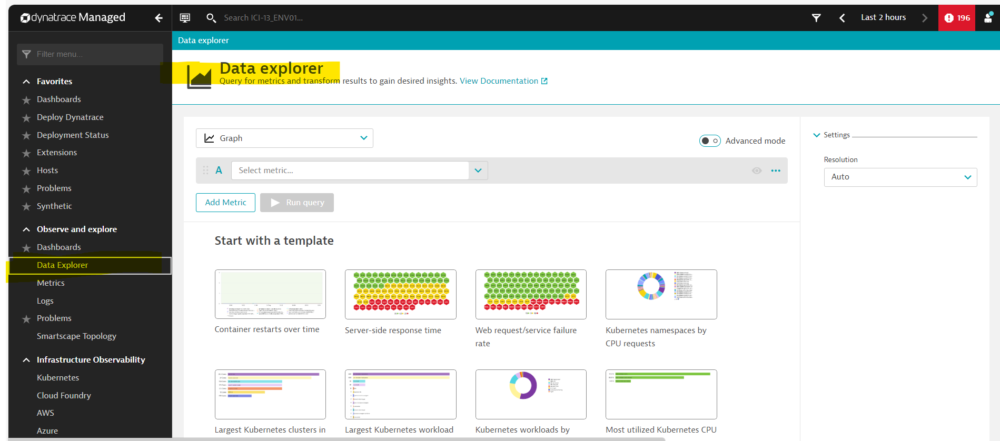 dynatrace Managed
Search ICI-13_ENV01...
Last 2 hours
196
Filter menu...
Favorites
Dashboards
Deploy Dynatrace
Deployment Status
Extensions
Hosts
Problems
Synthetic
Observe and explore
Dashboards
Data Explorer
Metrics
Logs
Problems
Smartscape Topology
Infrastructure Observability
Kubernetes
Cloud Foundry
AWS
Azure
Data explorer
Data explorer
Query for metrics and transform results to gain desired insights. View Documentation
Graph
Advanced mode
A
Select metric...
Add Metric
Run query
Settings
Resolution
Auto
Start with a template
Container restarts over time
Server-side response time
Web request/service failure
rate
Kubernetes namespaces by
CPU requests
Largest Kubernetes clusters in
Largest Kubernetes workload
Kubernetes workloads by
Most utilized Kubernetes CPU